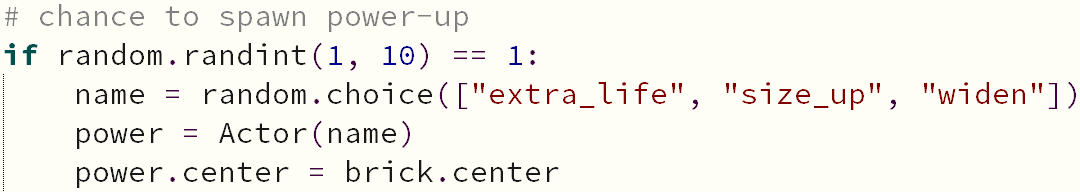 # chance to spawn power-up
if random.randint(1, 10) == 1:
    name = random.choice(["extra_life", "size_up", "widen"])
    power = Actor(name)
    power.center = brick.center